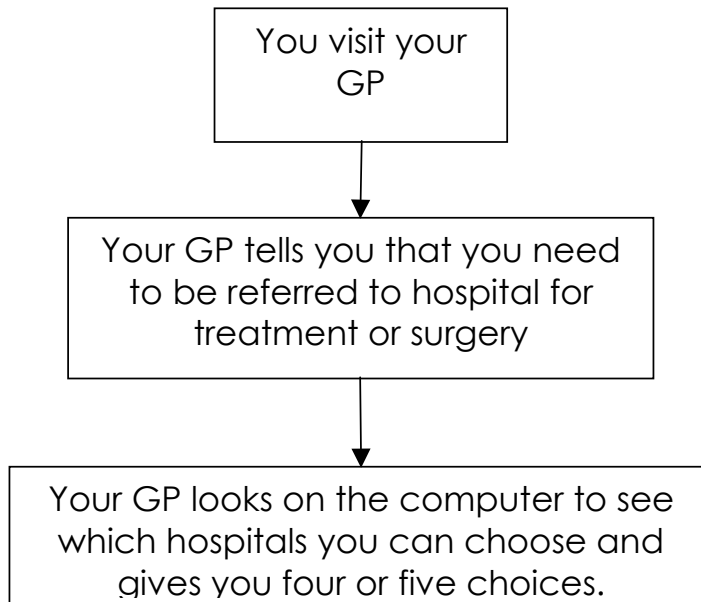 You visit your
GP
Your GP tells you that you need
to be referred to hospital for
treatment or surgery
Your GP looks on the computer to see
which hospitals you can choose and
gives you four or five choices.